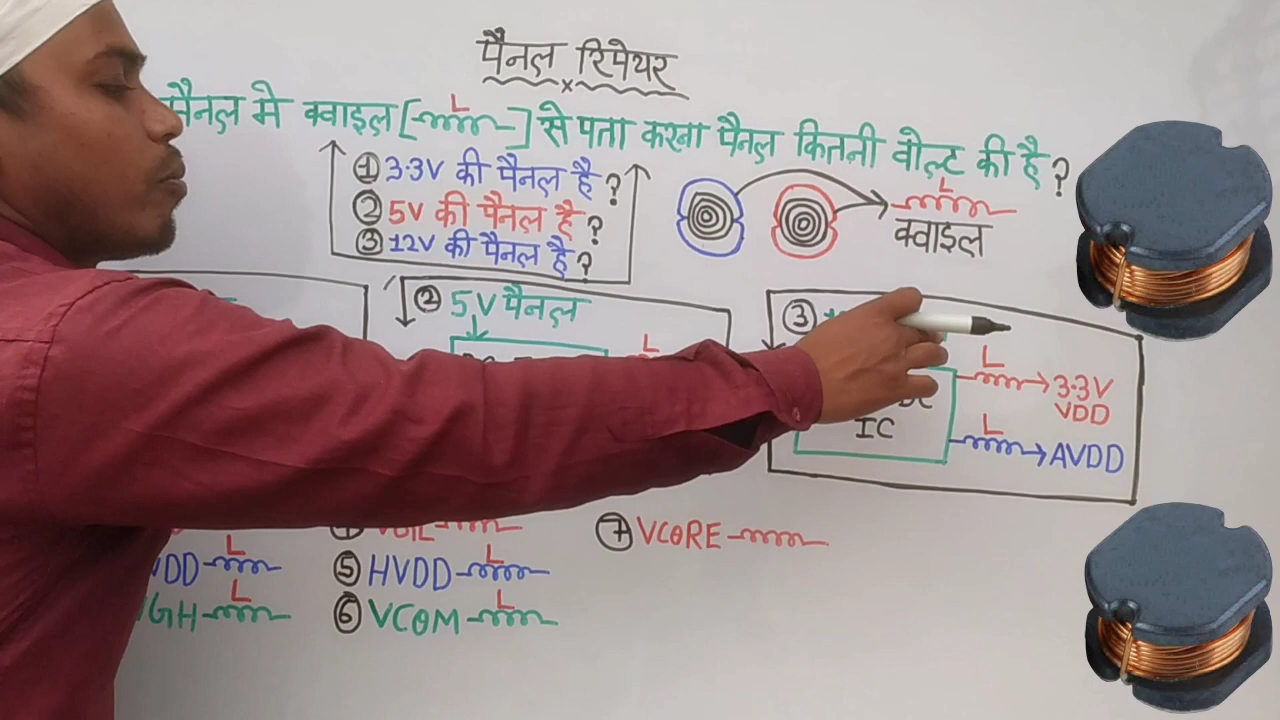 पैनल रिपेयर
पैनल मे क्वाइल [L] से पता करना पैनल कितनी वोल्ट की है ?
① 3.3V की पैनल है ?
② 5V की पैनल है ?
③ 12V की पैनल है ?
L
क्वाइल
② 5V पैनल
L
③
L 3.3V
VDD
IC
L AVDD
⑦ VCORE
L
⑤ HVDD L
L
⑥ VCOM L